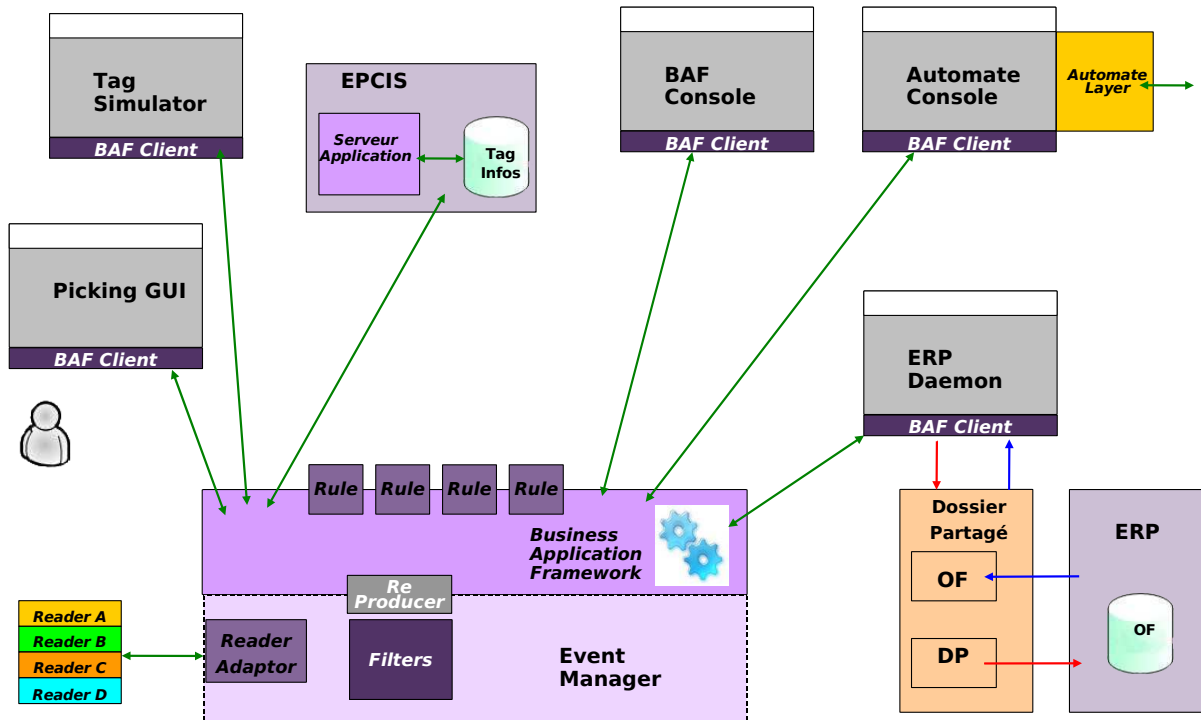 Tag
Simulator
BAF Client
EPCIS
Serveur
Application
Tag
Infos
BAF
Console
BAF Client
Automate
Console
BAF Client
Automate
Layer
Picking GUI
BAF Client
ERP
Daemon
BAF Client
Rule
Rule
Rule
Rule
Business
Application
Framework
Re
Producer
Reader
Adaptor
Filters
Event
Manager
Reader A
Reader B
Reader C
Reader D
Dossier
Partagé
OF
DP
ERP
OF